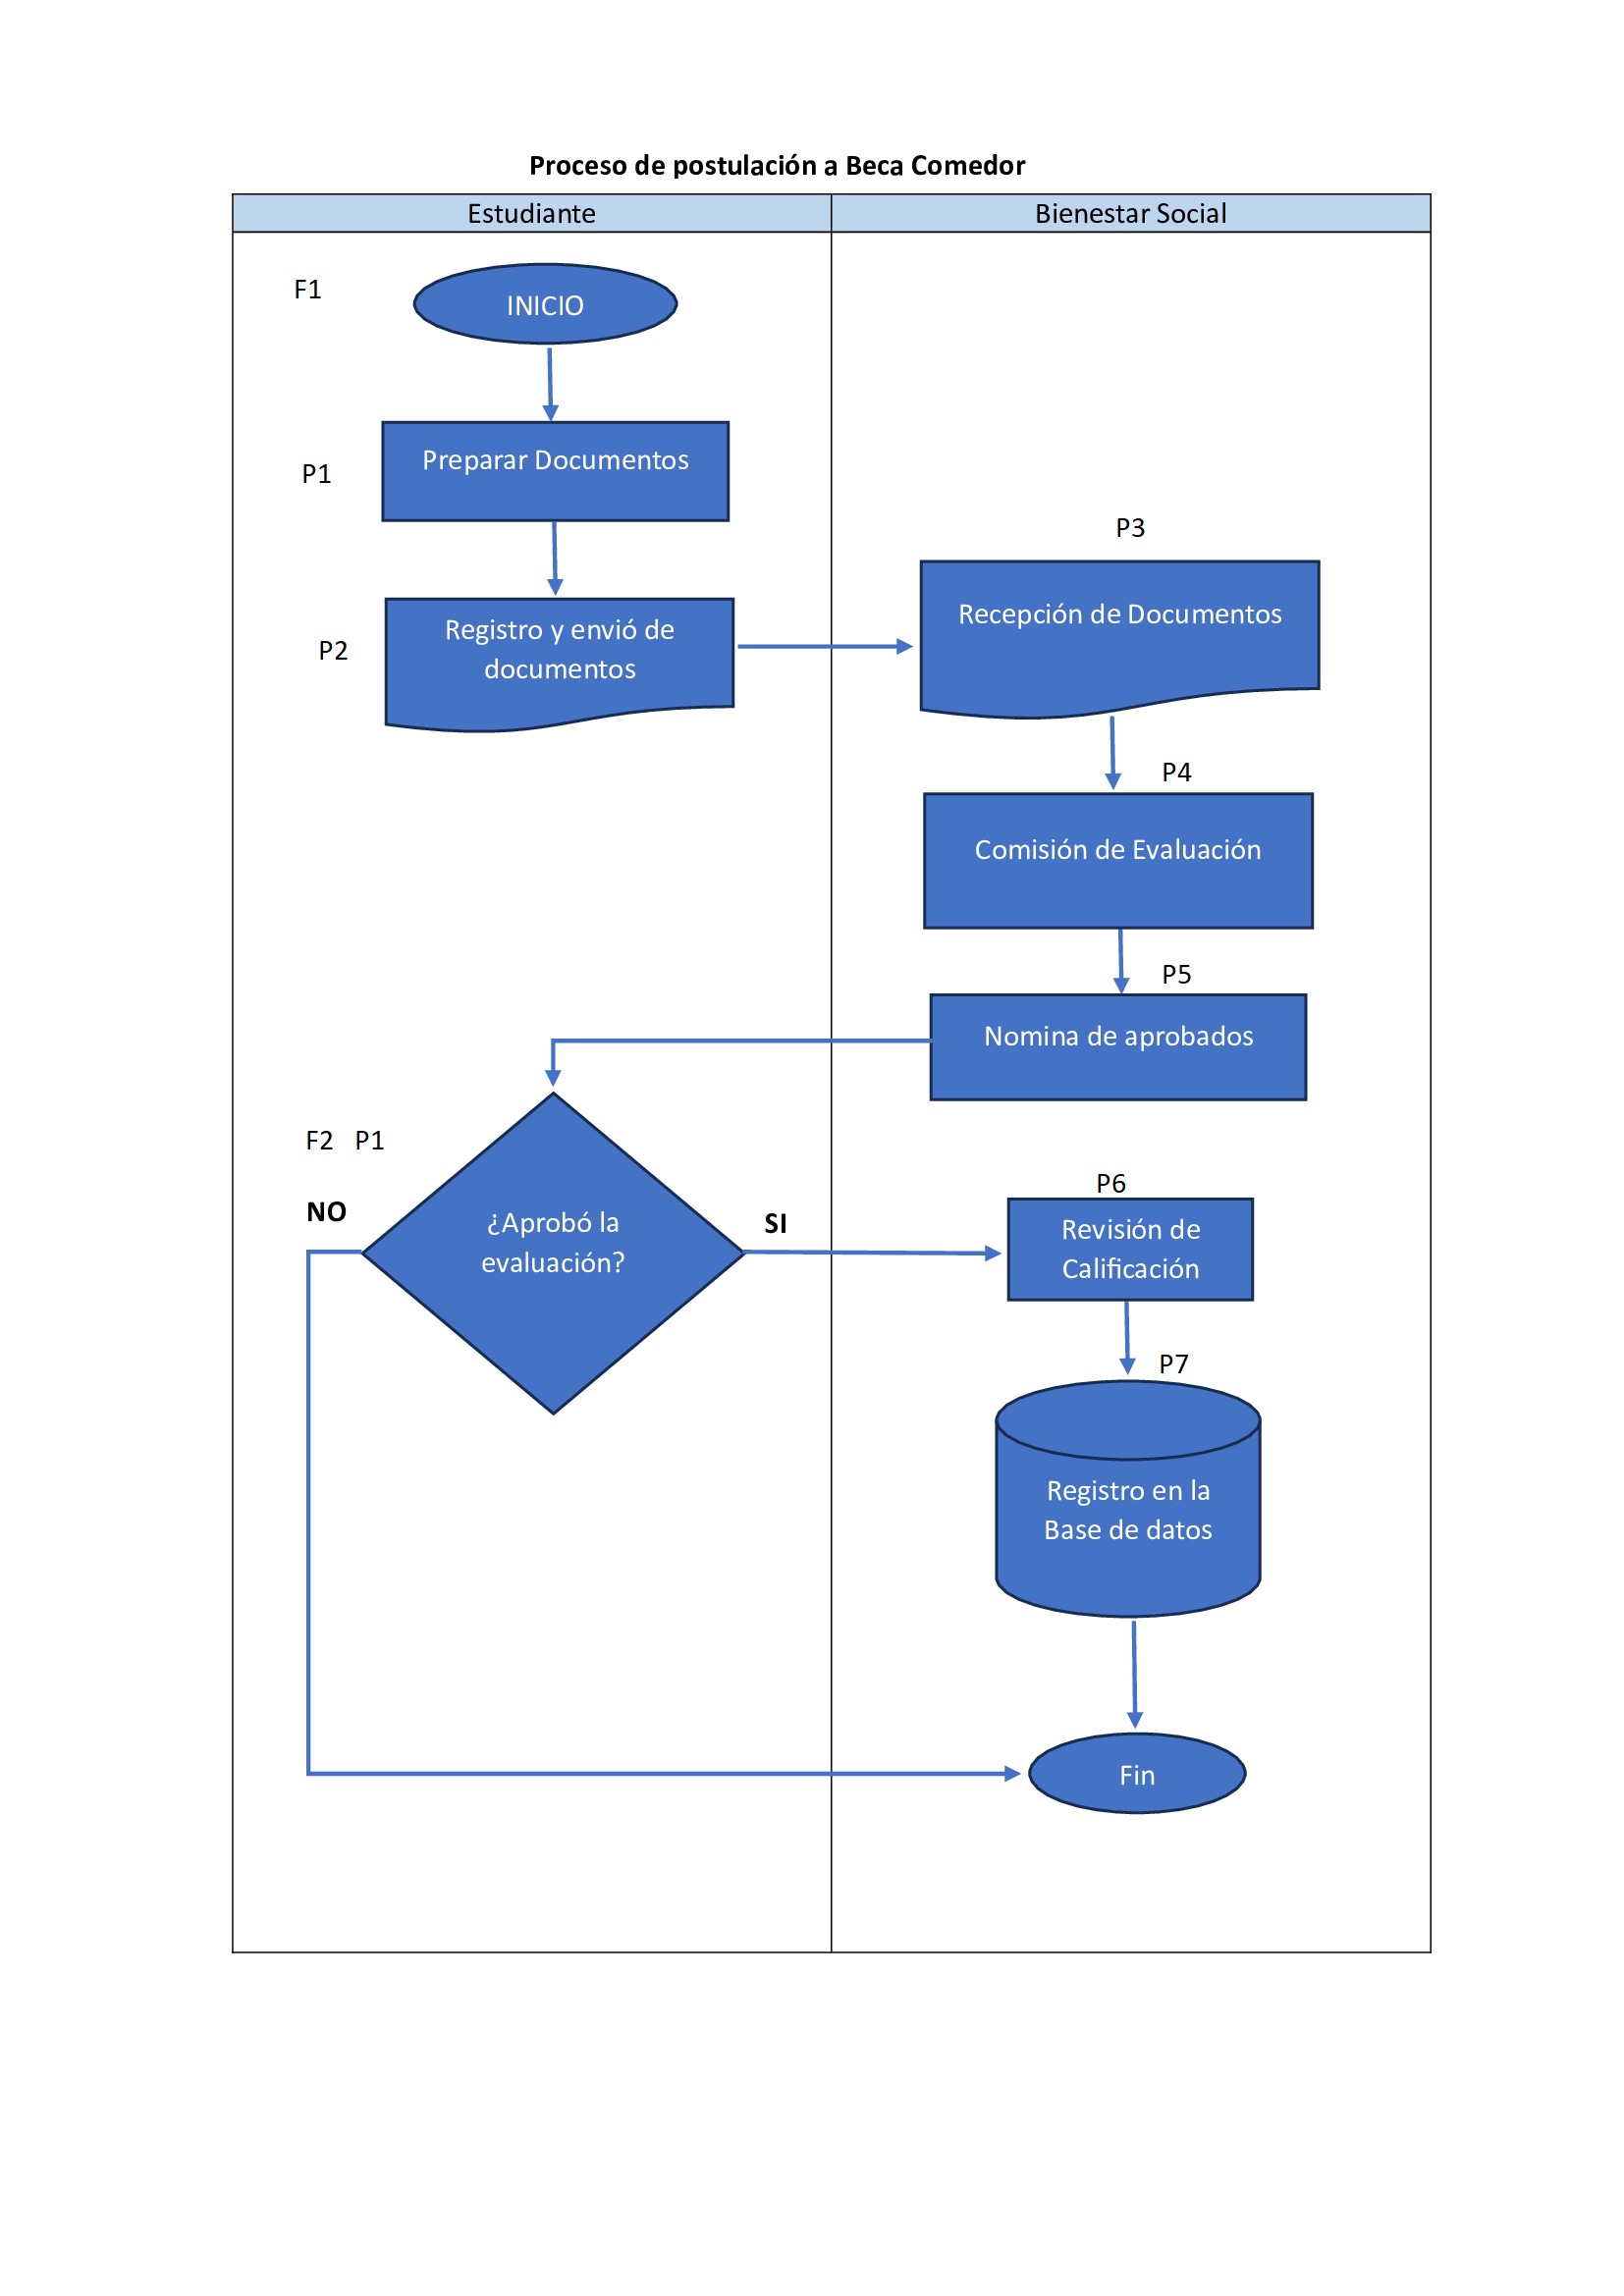 Proceso de postulación a Beca Comedor
Estudiante
Bienestar Social
F1
INICIO
P1
Preparar Documentos
P2
Registro y envió de
documentos
P3
Recepción de Documentos
P4
Comisión de Evaluación
P5
Nomina de aprobados
F2 P1
NO
¿Aprobó la
evaluación?
SI
P6
Revisión de
Calificación
P7
Registro en la
Base de datos
Fin